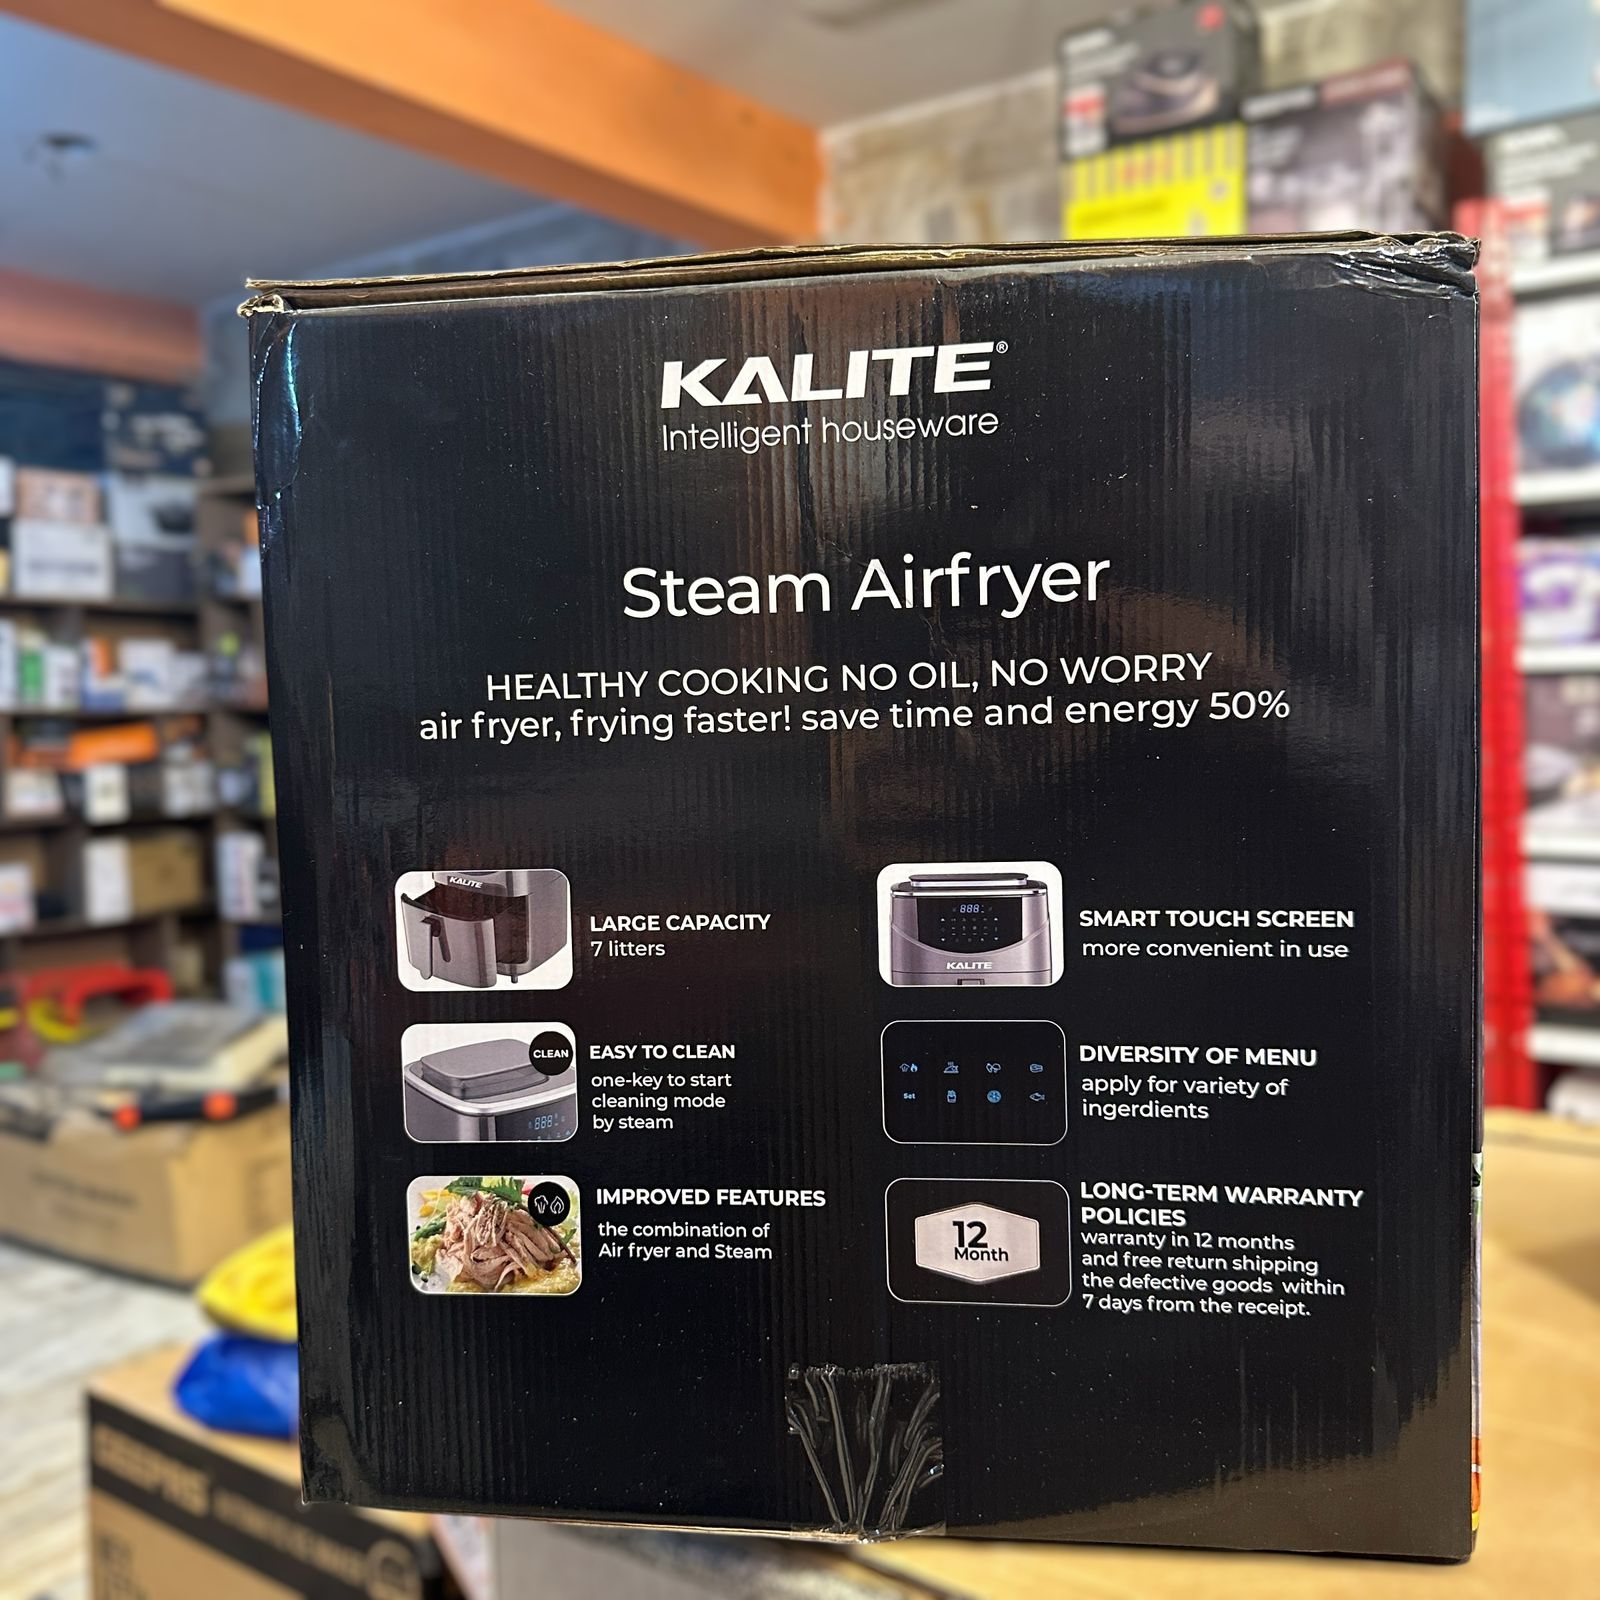 KALITE®
Intelligent houseware
Steam Airfryer
HEALTHY COOKING NO OIL, NO WORRY
air fryer, frying faster! save time and energy 50%
KALITE
LARGE CAPACITY
7 litters
CLEAN
888
EASY TO CLEAN
one-key to start
cleaning mode
by steam
IMPROVED FEATURES
the combination of
Air fryer and Steam
888
KALITE
SMART TOUCH SCREEN
more convenient in use
Set
DIVERSITY OF MENU
apply for variety of
ingerdients
12
Month
LONG-TERM WARRANTY
POLICIES
warranty in 12 months
and free return shipping
the defective goods within
7 days from the receipt.